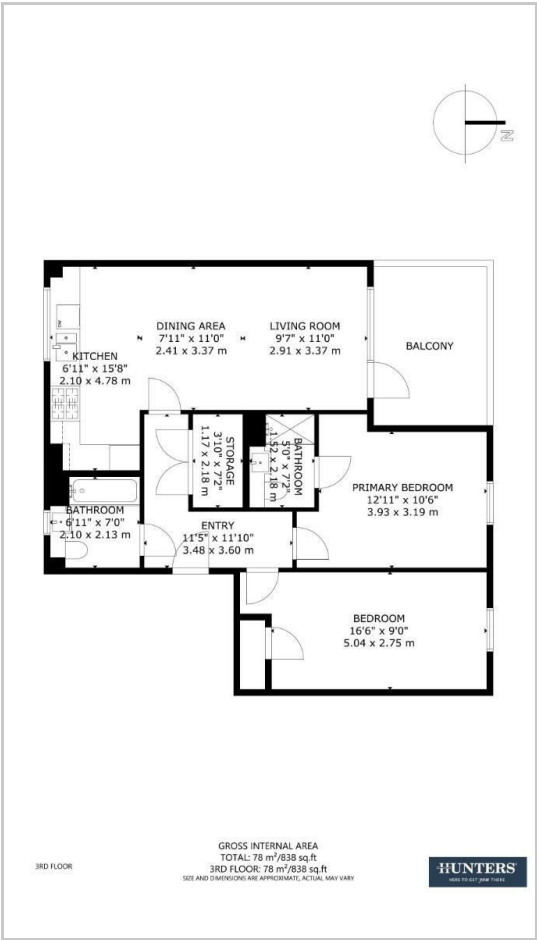 N
DINING AREA
7'11" x 11'0"
2.41 x 3.37 m
LIVING ROOM
9'7" x 11'0"
2.91 x 3.37 m
BALCONY
KITCHEN
6'11" x 15'8"
2.10 x 4.78 m
STORAGE
3'10" x 7'2"
1.17 x 2.18 m
BATHROOM
5'0" x 7'2"
1.52 x 2.18 m
PRIMARY BEDROOM
12'11" x 10'6"
3.93 x 3.19 m
BATHROOM
6'11" x 7'0"
2.10 x 2.13 m
ENTRY
11'5" x 11'10"
3.48 x 3.60 m
BEDROOM
16'6" x 9'0"
5.04 x 2.75 m
GROSS INTERNAL AREA
TOTAL: 78 m²/838 sq.ft
3RD FLOOR: 78 m²/838 sq.ft
SIZE AND DIMENSIONS ARE APPROXIMATE, ACTUAL MAY VARY
3RD FLOOR
HUNTERS
HERE TO GET YOU THERE